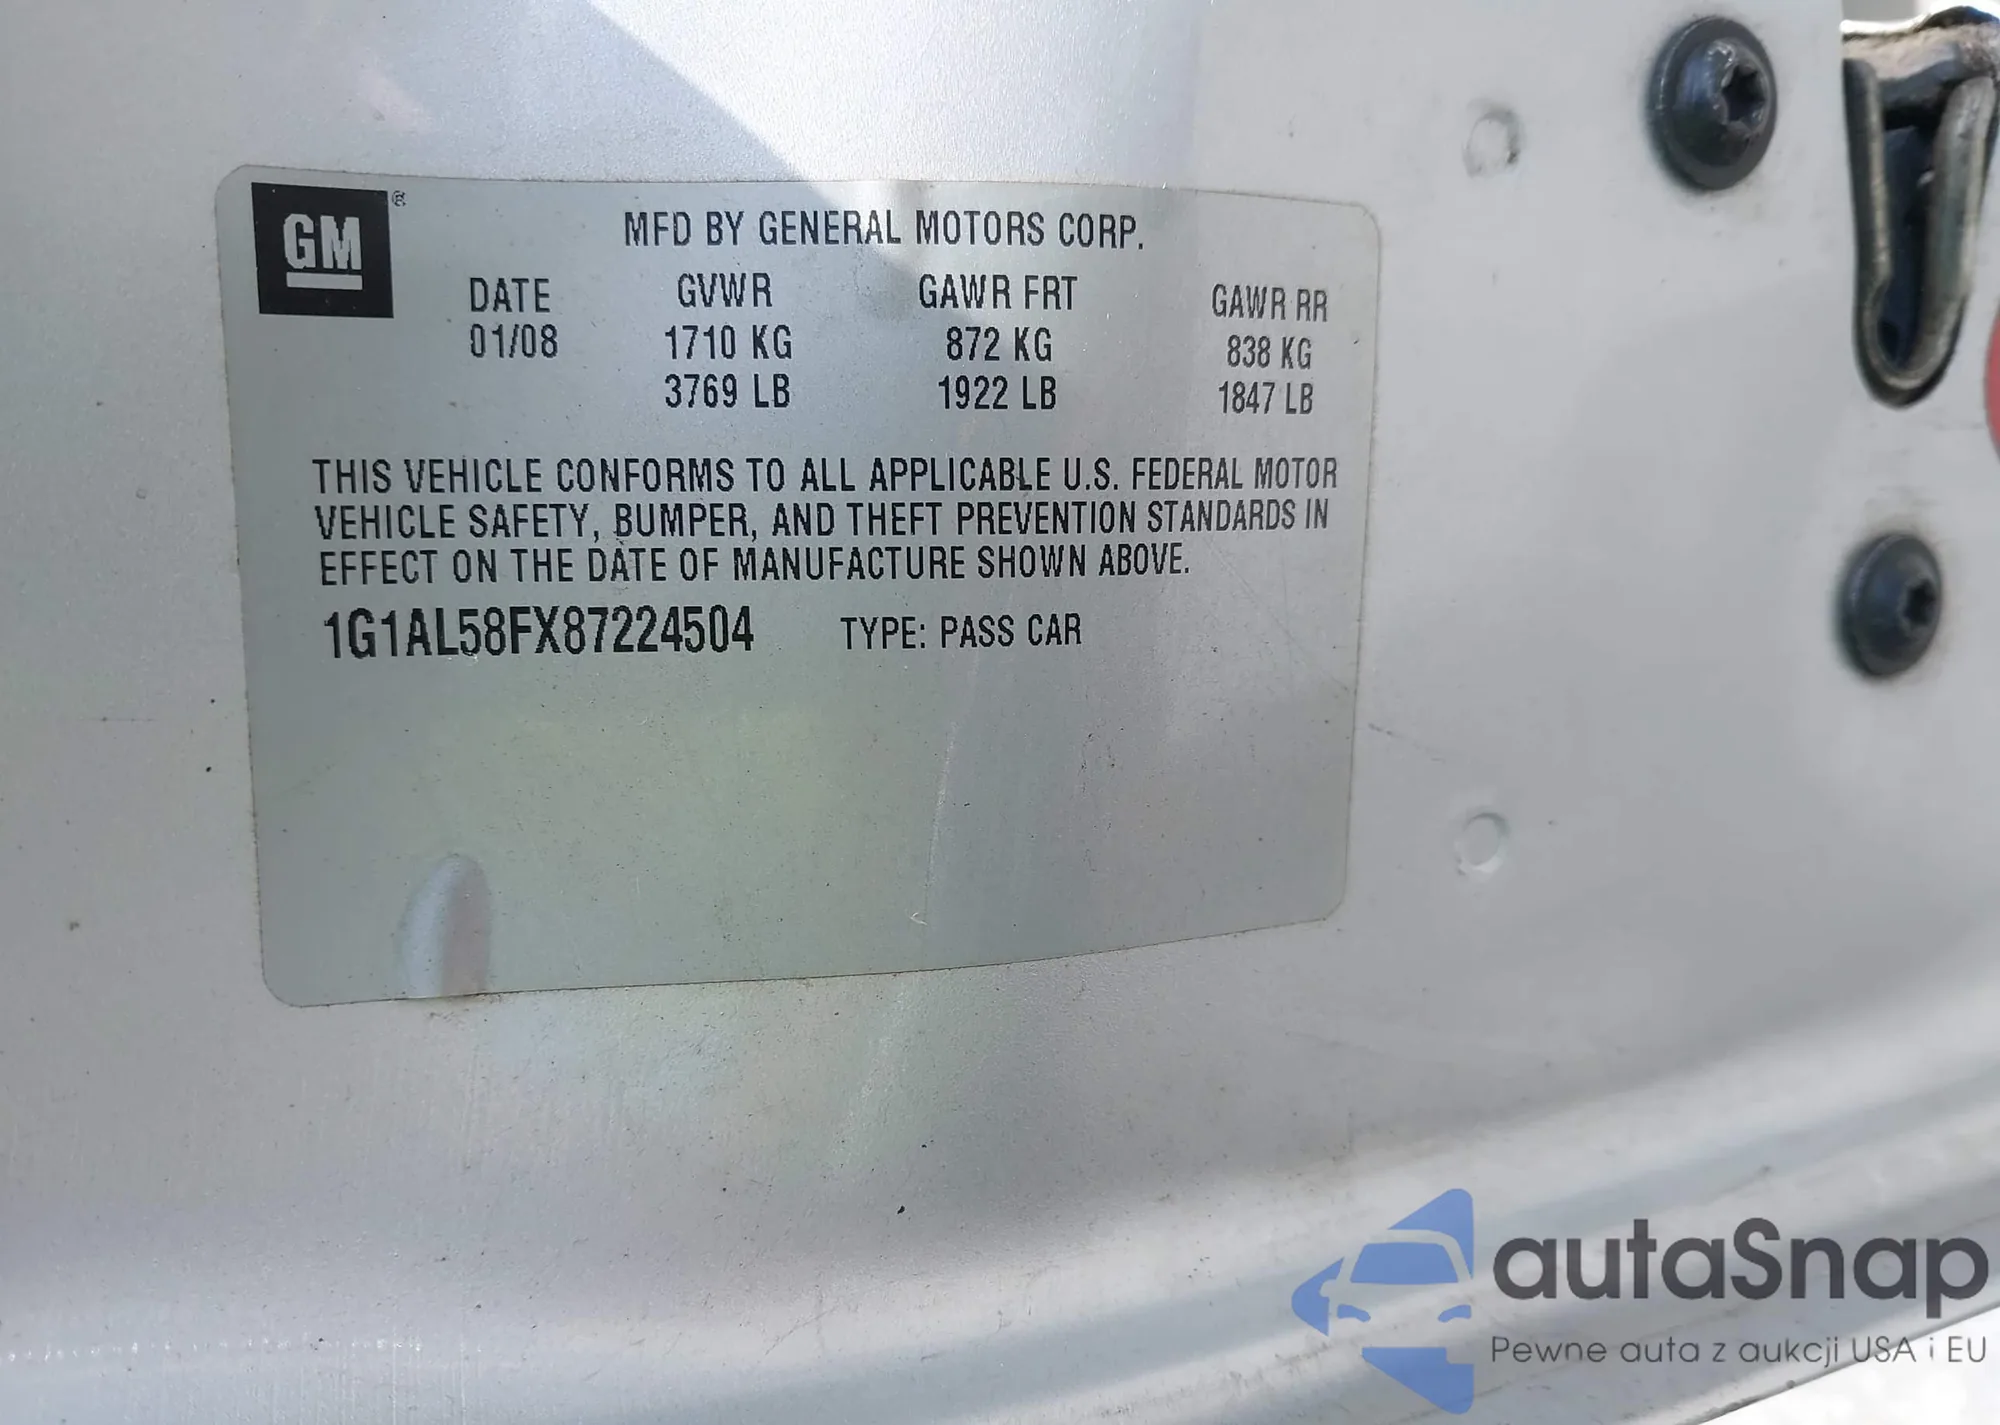 GM ®
MFD BY GENERAL MOTORS CORP.
DATE GVWR GAWR FRT GAWR RR
01/08 1710 KG 872 KG 838 KG
3769 LB 1922 LB 1847 LB
THIS VEHICLE CONFORMS TO ALL APPLICABLE U.S. FEDERAL MOTOR
VEHICLE SAFETY, BUMPER, AND THEFT PREVENTION STANDARDS IN
EFFECT ON THE DATE OF MANUFACTURE SHOWN ABOVE.
1G1AL58FX87224504 TYPE: PASS CAR
autaSnap
Pewne auta z aukcji USA i EU